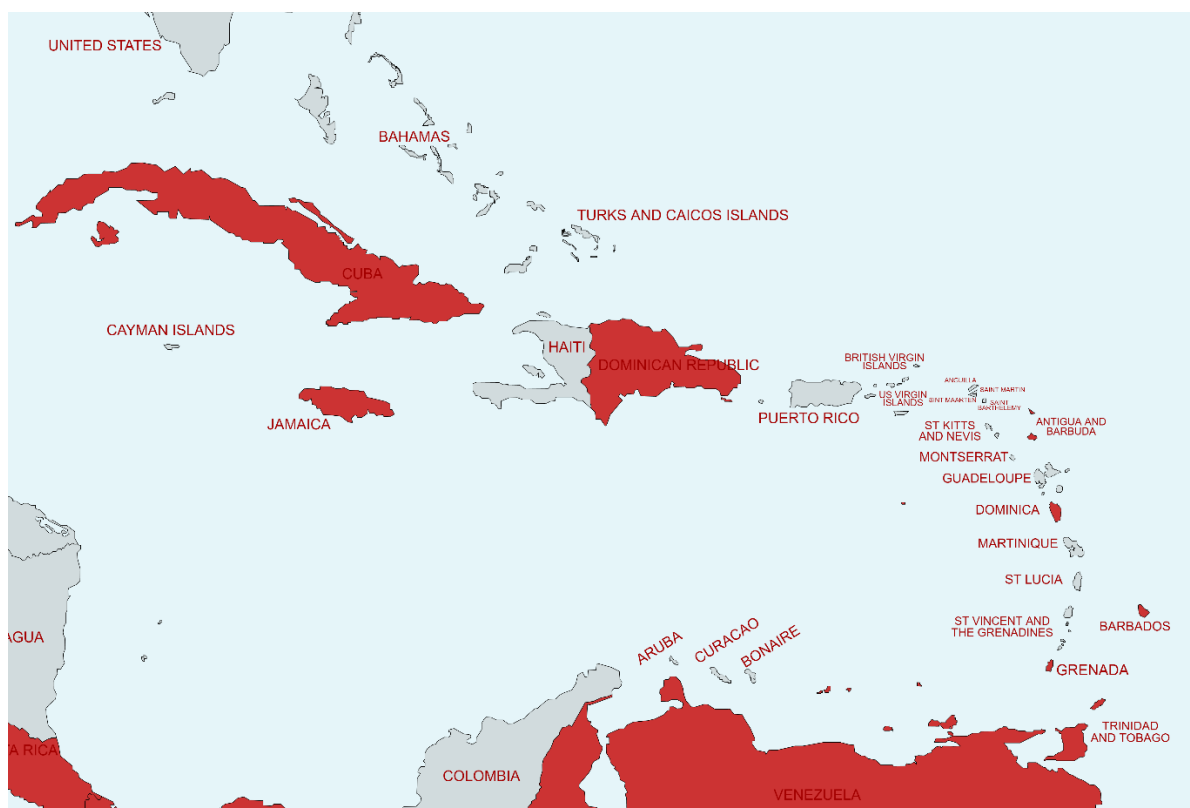 UNITED STATES
BAHAMAS
TURKS AND CAICOS ISLANDS
CUBA
CAYMAN ISLANDS
HAITI
DOMINICAN REPUBLIC
JAMAICA
PUERTO RICO
BRITISH VIRGIN
ISLANDS
US VIRGIN
ISLANDS
ANGUILLA
SAINT MARTIN
SINT MAARTEN
SAINT
BARTHELEMY
ANTIGUA AND
BARBUDA
ST KITTS
AND NEVIS
MONTSERRAT
GUADELOUPE
DOMINICA
MARTINIQUE
ST LUCIA
ST VINCENT AND
THE GRENADINES
BARBADOS
GRENADA
ARUBA
CURACAO
BONAIRE
TRINIDAD
AND TOBAGO
AGUA
TA RICA
COLOMBIA
VENEZUELA